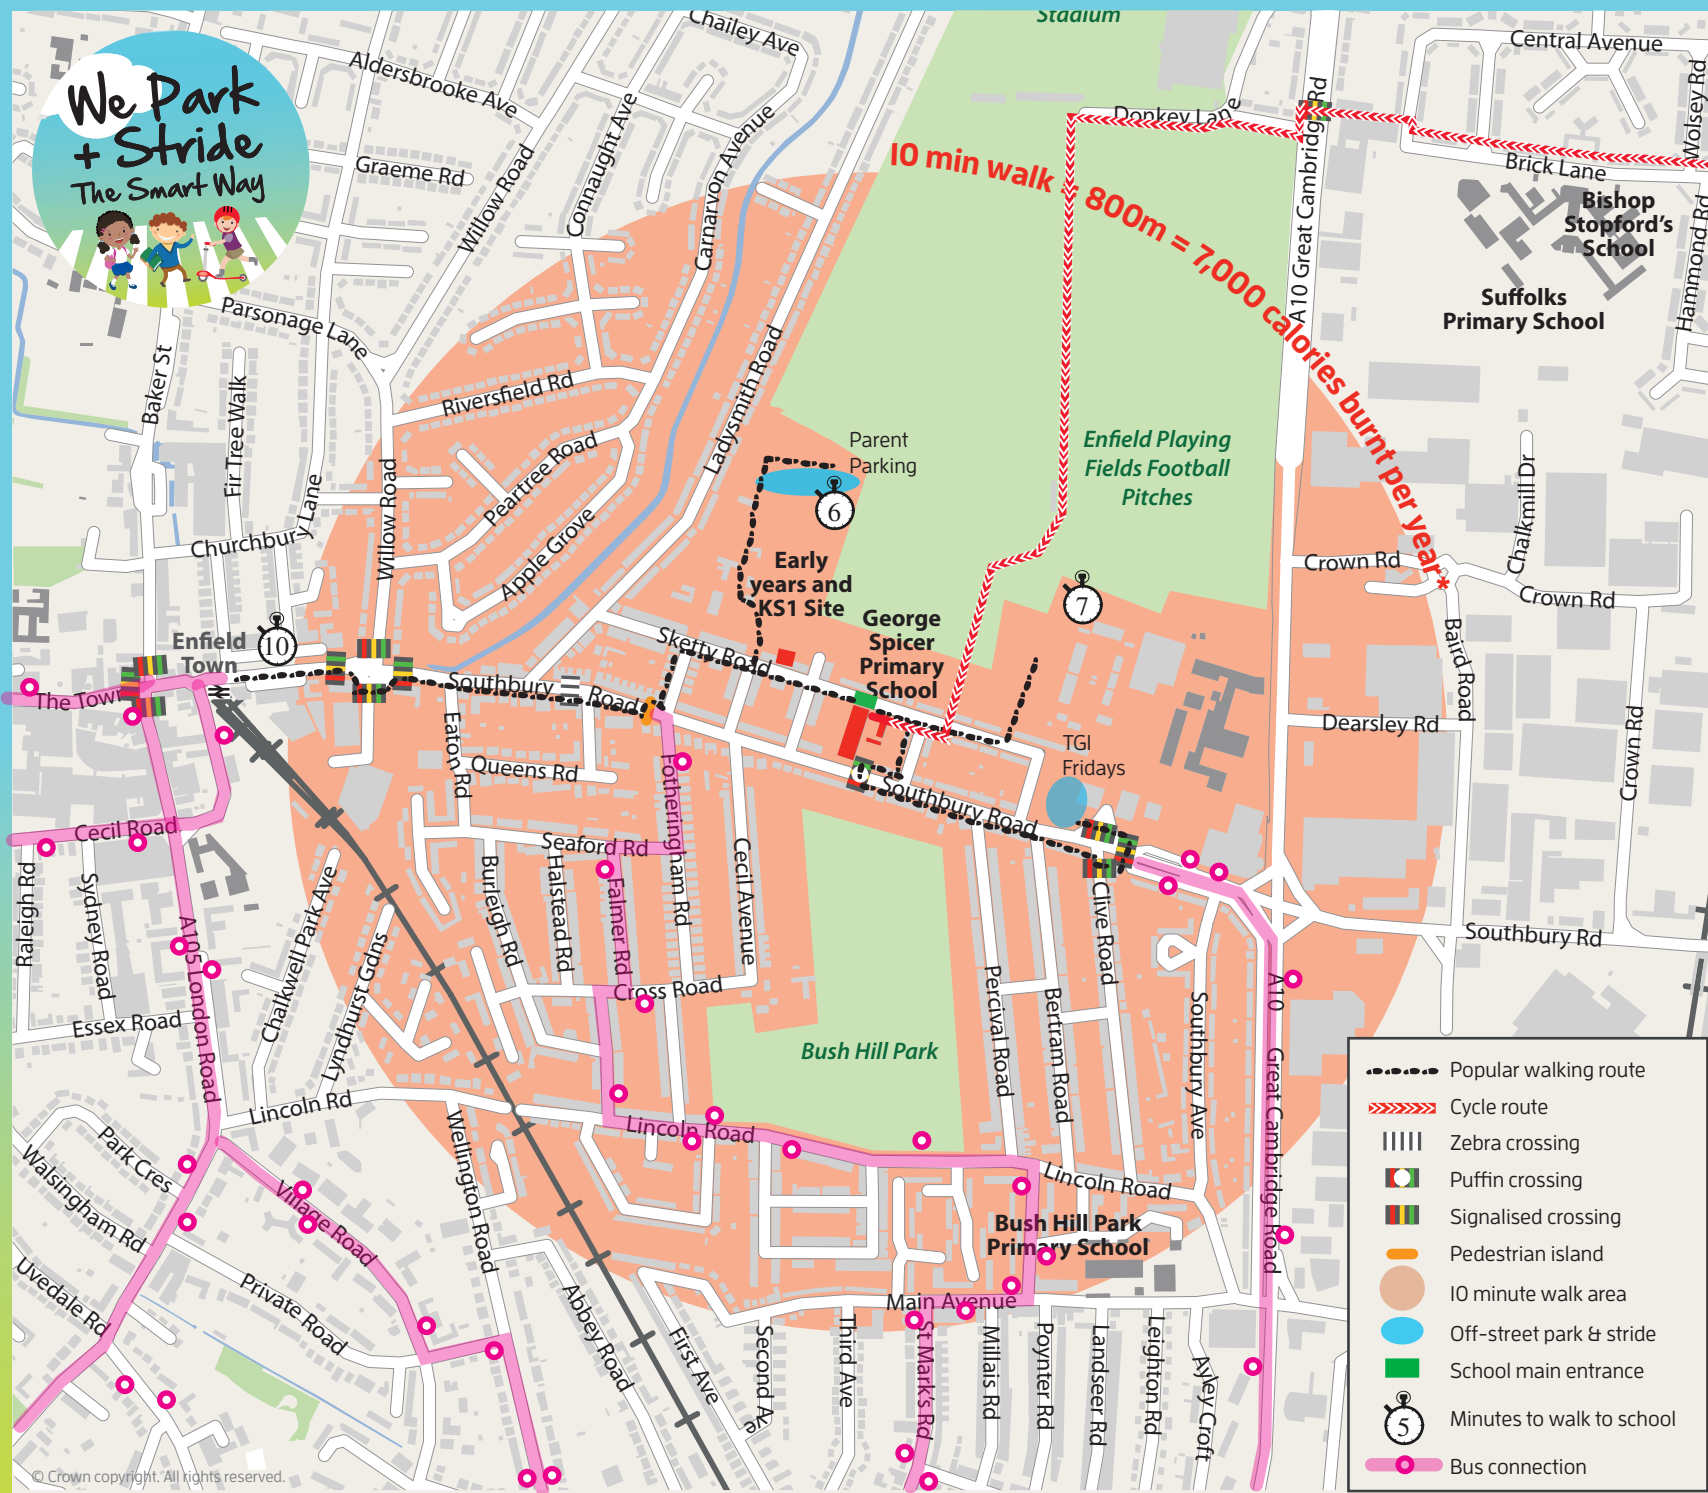 We Park
+ Stride
The Smart Way
Stadium
Chailey Ave
Aldersbrooke Ave
Connaught Ave
Carnarvon Avenue
Graeme Rd
Willow Road
Parsonage Lane
Baker St
Fir Tree Walk
Churchbury Lane
Willow Road
Riversfield Rd
Peartree Road
Apple Grove
Ladysmith Road
Donkey Lane
A 10 Great Cambridge Rd
Central Avenue
Wolsey Rd
Brick Lane
Hammond Rd
Bishop
Stopford's
School
Suffolks
Primary School
10 min walk = 800m = 7,000 calories burnt per year*
Parent
Parking
6
Enfield Playing
Fields Football
Pitches
Early
years and
KS1 Site
George
Spicer
Primary
School
7
Crown Rd
Chalkmill Dr
Crown Rd
Baird Road
Dearsley Rd
Crown Rd
Enfield
Town
10
The Town
Sketty Road
Southbury Road
Eaton Rd
Queens Rd
Fotheringham Rd
TGI
Fridays
Southbury Road
Cecil Road
Seaford Rd
Cecil Avenue
Raleigh Rd
Sydney Road
A105 London Road
Chalkwell Park Ave
Lyndhurst Gdns
Burleigh Rd
Halstead Rd
Falmer Rd
Cross Road
Clive Road
Southbury Rd
Essex Road
Percival Road
Bertram Road
Southbury Ave
A10 Great Cambridge Road
Bush Hill Park
Lincoln Rd
Lincoln Road
Lincoln Road
Park Cres
Walsingham Rd
Village Road
Wellington Road
Bush Hill Park
Primary School
Uvedale Rd
Private Road
Abbey Road
First Ave
Second Av
e
Third Ave
Main Avenue
St Mark's Rd
Millais Rd
Poynter Rd
Landseer Rd
Leighton Rd
Ayley Croft
Popular walking route
Cycle route
Zebra crossing
Puffin crossing
Signalised crossing
Pedestrian island
10 minute walk area
Off-street park & stride
School main entrance
5
Minutes to walk to school
Bus connection
© Crown copyright. All rights reserved.